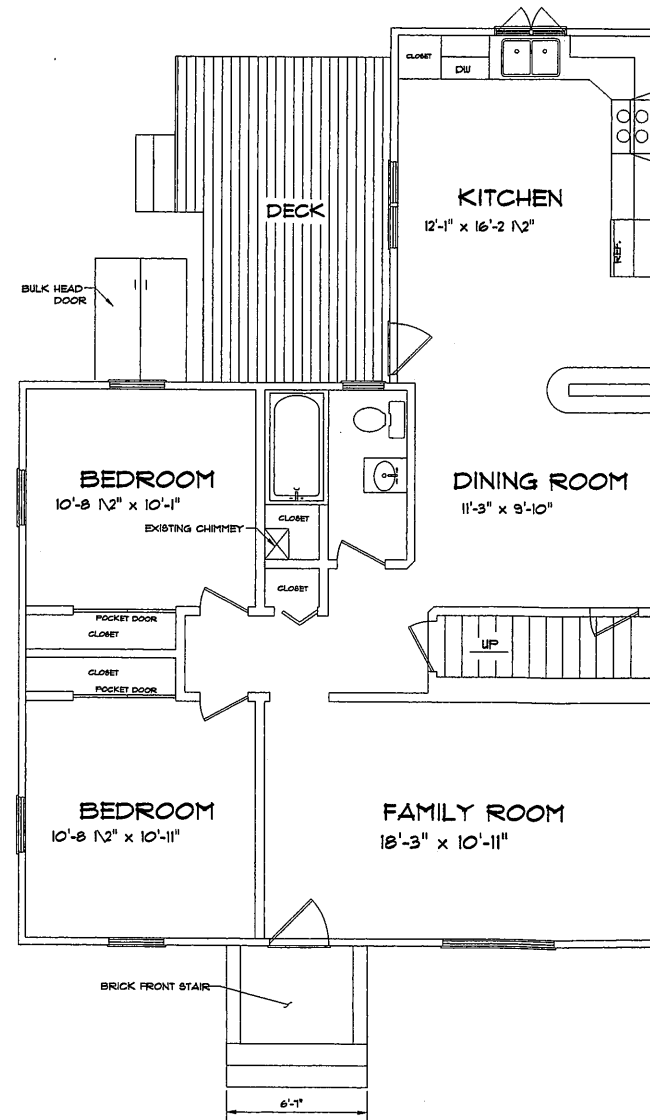 CLOSET
DW
KITCHEN
12'-1" x 16'-2 1\2"
DECK
REF.
BULK HEAD
DOOR
BEDROOM
10'-8 1\2" x 10'-1"
DINING ROOM
11'-3" x 9'-10"
CLOSET
EXISTING CHIMMEY
CLOSET
POCKET DOOR
CLOSET
UP
CLOSET
POCKET DOOR
BEDROOM
10'-8 1\2" x 10'-11"
FAMILY ROOM
18'-3" x 10'-11"
BRICK FRONT STAIR
6'-7"